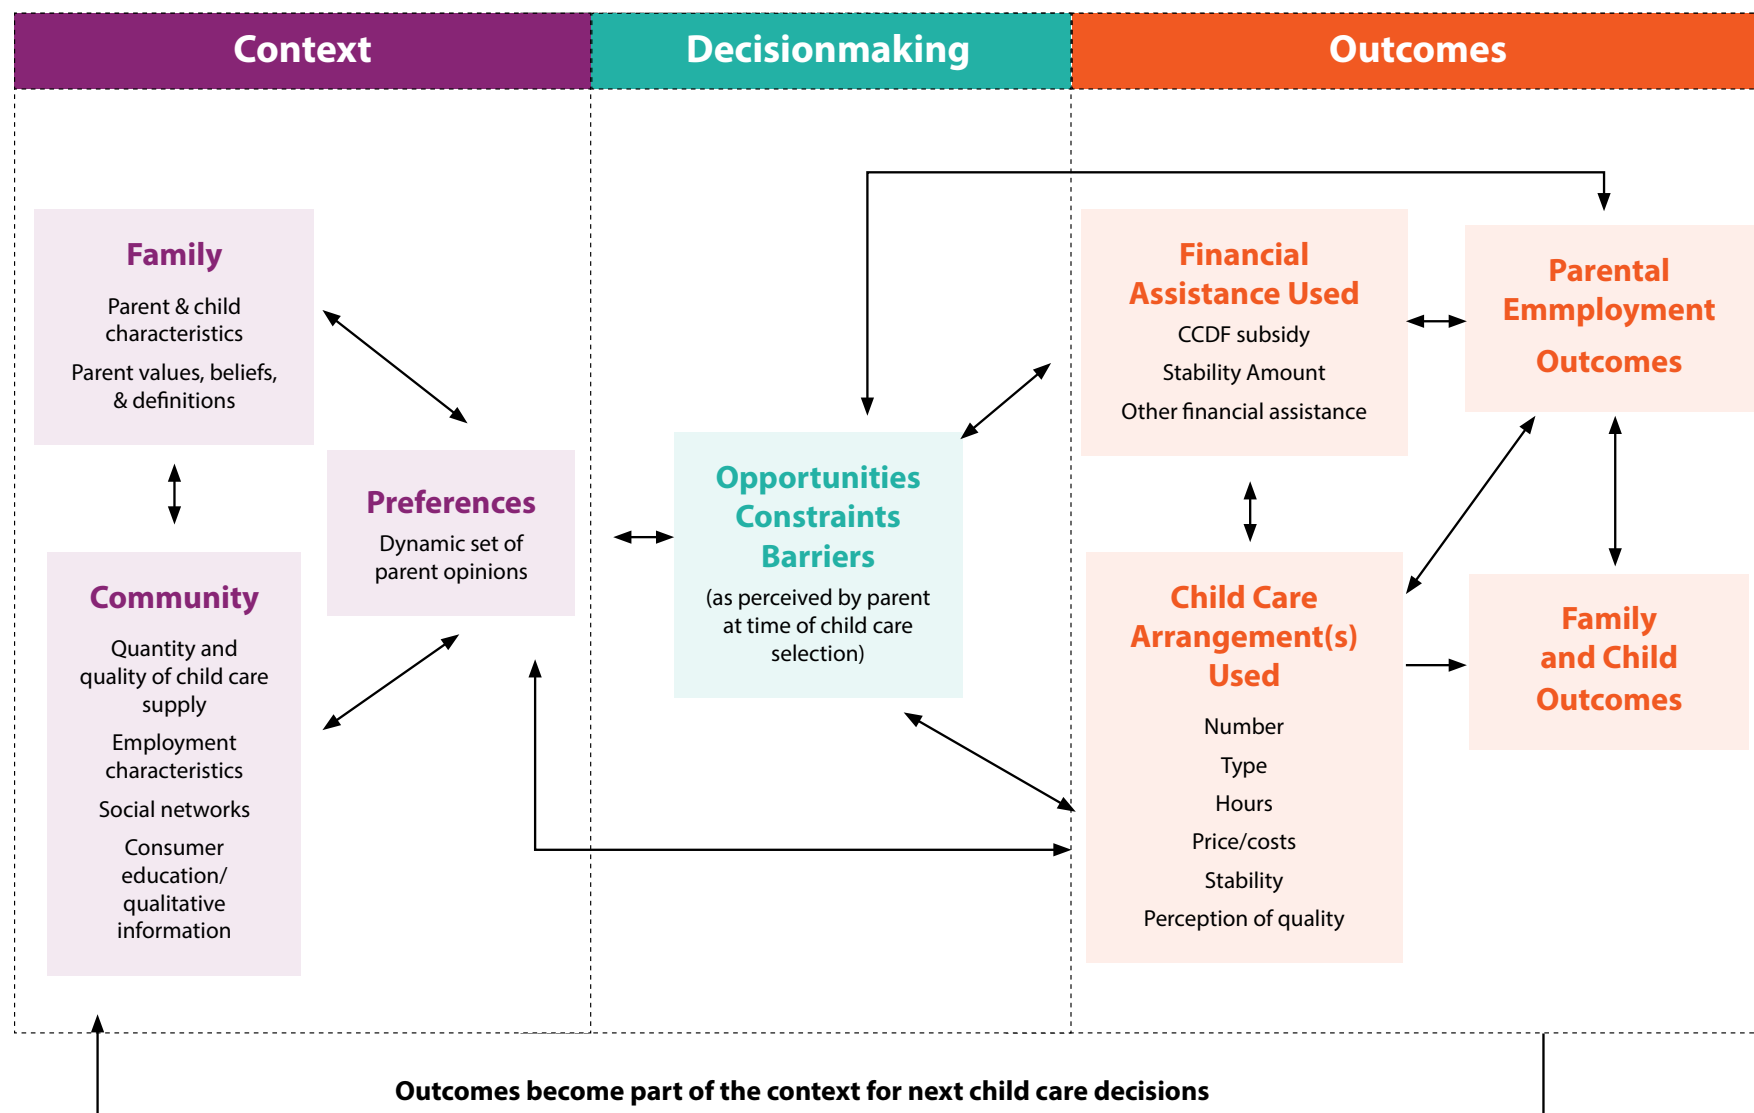 Context
Decisionmaking
Outcomes
Family
Parent & child
characteristics
Parent values, beliefs,
& definitions
Community
Quantity and
quality of child care
supply
Employment
characteristics
Social networks
Consumer
education/
qualitative
information
Preferences
Dynamic set of
parent opinions
Opportunities
Constraints
Barriers
(as perceived by parent
at time of child care
selection)
Financial
Assistance Used
CCDF subsidy
Stability Amount
Other financial assistance
Child Care
Arrangement(s)
Used
Number
Type
Hours
Price/costs
Stability
Perception of quality
Parental
Emmployment
Outcomes
Family
and Child
Outcomes
Outcomes become part of the context for next child care decisions